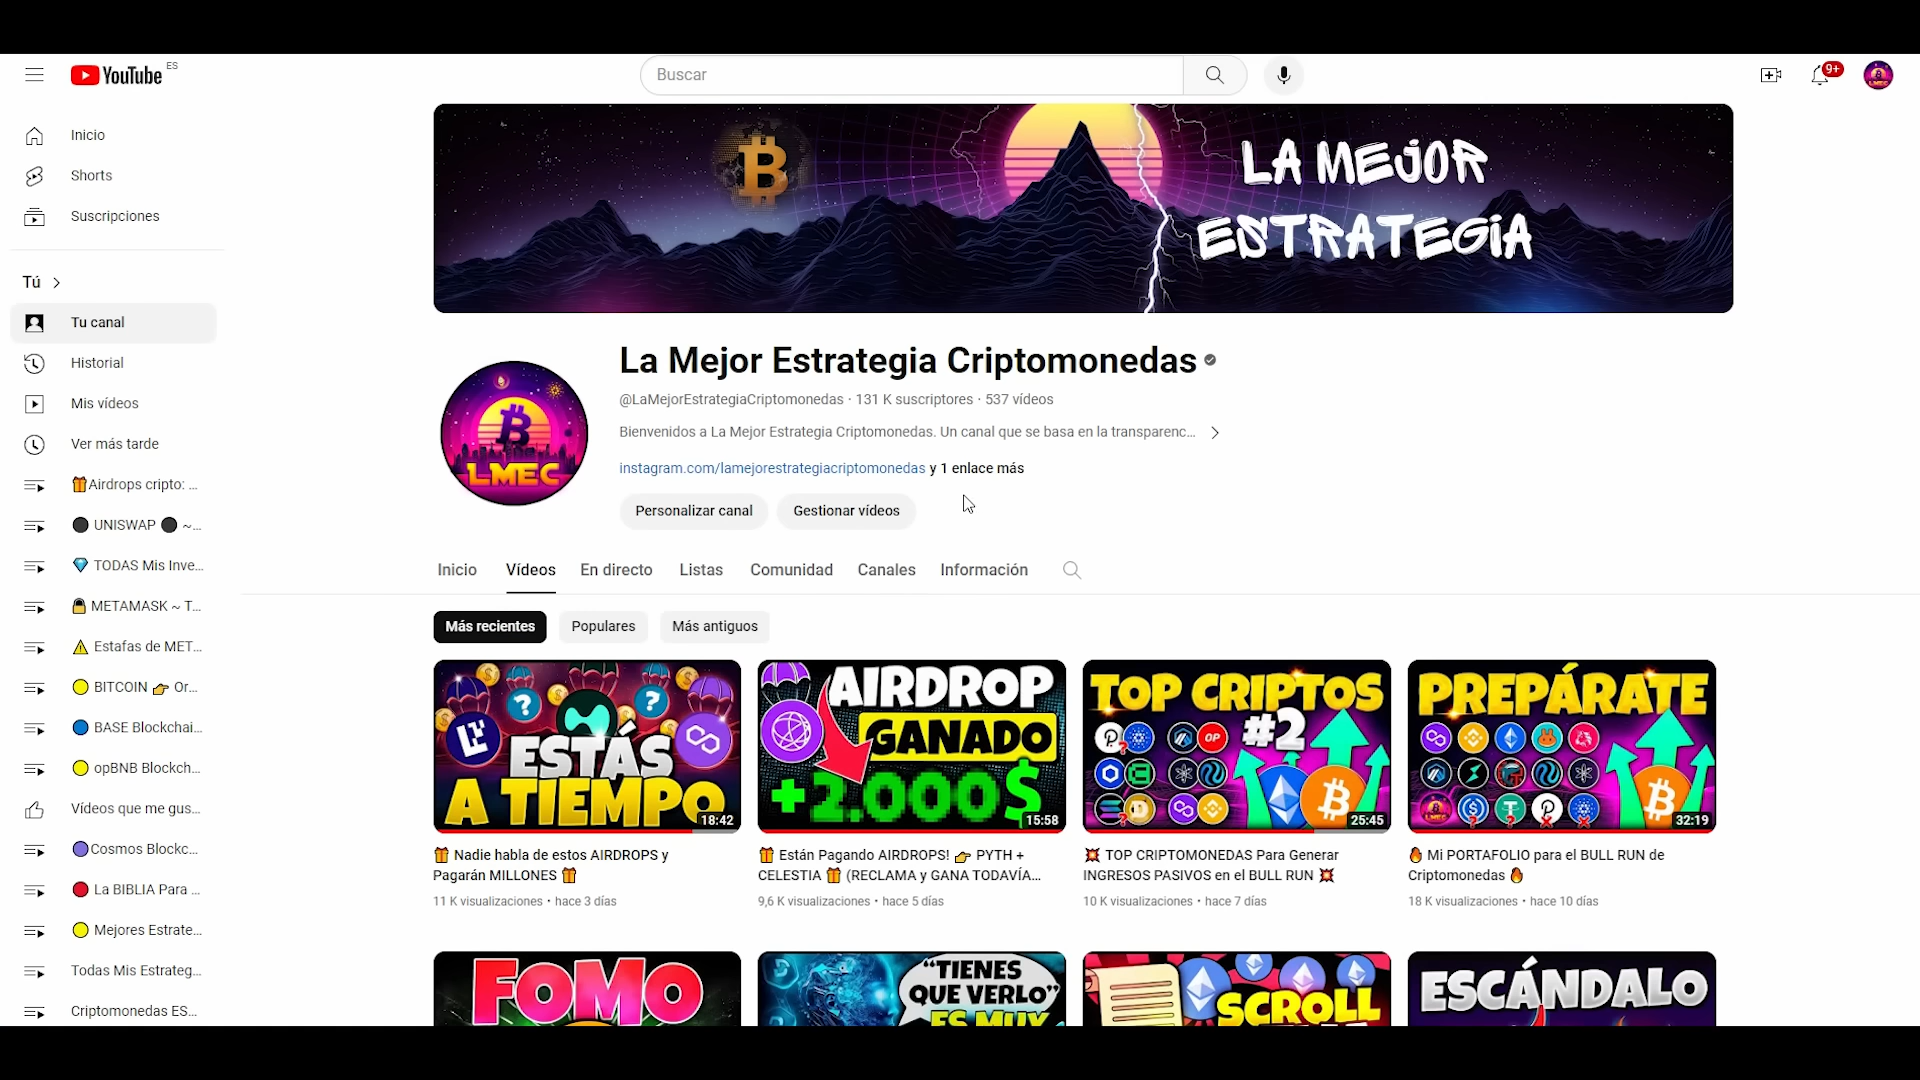 YouTube ES
Buscar
9+
Inicio
Shorts
Suscripciones
Tú
Tu canal
Historial
Mis vídeos
Ver más tarde
🎁Airdrops cripto: ...
⚫ UNISWAP ⚫ ~...
💎 TODAS Mis Inve...
🔒 METAMASK ~ T...
⚠️ Estafas de MET...
🟡 BITCOIN 👉 Or...
🔵 BASE Blockchai...
🟡 opBNB Blockch...
Vídeos que me gus...
🟣Cosmos Blockc...
🔴 La BIBLIA Para ...
🟡 Mejores Estrate...
Todas Mis Estrateg...
Criptomonedas ES...
LA MEJOR
ESTRATEGIA
LMEC
La Mejor Estrategia Criptomonedas
@LaMejorEstrategiaCriptomonedas · 131 K suscriptores · 537 vídeos
Bienvenidos a La Mejor Estrategia Criptomonedas. Un canal que se basa en la transparenc...
instagram.com/lamejorestrategiacriptomonedas y 1 enlace más
Personalizar canal
Gestionar vídeos
Inicio
Vídeos
En directo
Listas
Comunidad
Canales
Información
Más recientes
Populares
Más antiguos
ESTÁS
A TIEMPO
18:42
🎁 Nadie habla de estos AIRDROPS y
Pagarán MILLONES 🎁
11 K visualizaciones • hace 3 días
AIRDROP
GANADO
+2.000$
15:58
🎁 Están Pagando AIRDROPS! 👉 PYTH +
CELESTIA 🎁 (RECLAMA y GANA TODAVÍA...
9,6 K visualizaciones • hace 5 días
TOP CRIPTOS
#2
OP
25:45
💥 TOP CRIPTOMONEDAS Para Generar
INGRESOS PASIVOS en el BULL RUN 💥
10 K visualizaciones • hace 7 días
PREPÁRATE
32:19
🔥 Mi PORTAFOLIO para el BULL RUN de
Criptomonedas 🔥
18 K visualizaciones • hace 10 días
FOMO
“TIENES
QUE VERLO”
ES MUY
SCROLL
ESCÁNDALO